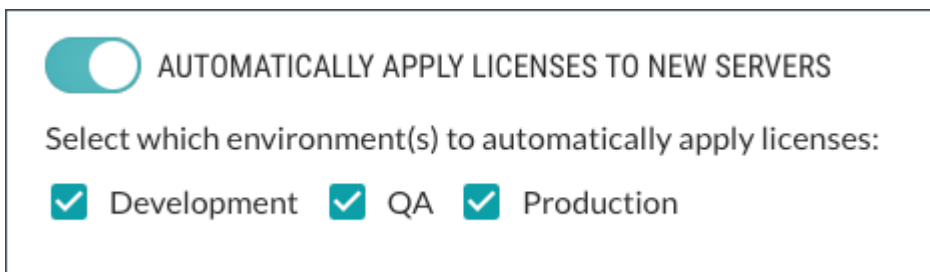 AUTOMATICALLY APPLY LICENSES TO NEW SERVERS
Select which environment(s) to automatically apply licenses:
Development QA Production